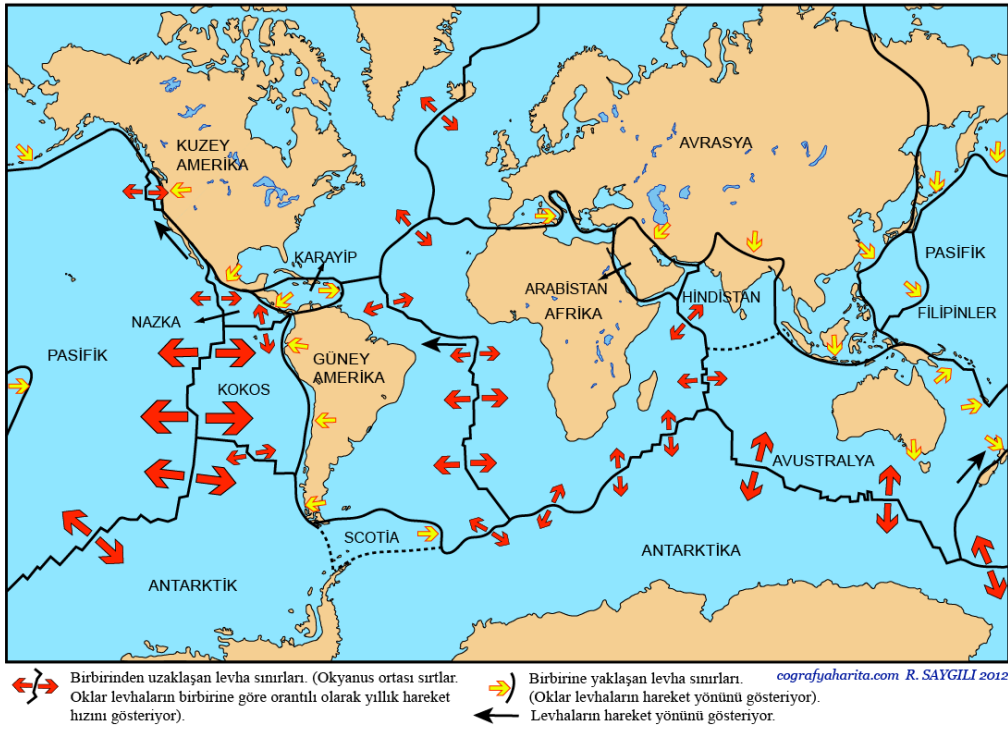 KUZEY
AMERİKA
AVRASYA
KARAYİP
NAZKA
PASİFİK
KOKOS
GÜNEY
AMERİKA
ARABİSTAN
AFRIKA
HİNDİSTAN
PASİFİK
FİLİPİNLER
AVUSTRALYA
SCOTIA
ANTARKTİKA
ANTARKTİK
Birbirinden uzaklaşan levha sınırları. (Okyanus ortası sırtlar.
Oklar levhaların birbirine göre orantılı olarak yıllık hareket
hızını gösteriyor).
Birbirine yaklaşan levha sınırları.
(Oklar levhaların hareket yönünü gösteriyor).
Levhaların hareket yönünü gösteriyor.
cografyaharita.com R. SAYGILI 2012